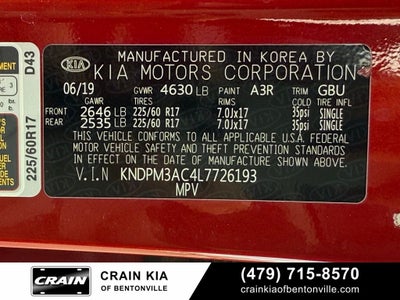 MANUFACTURED IN KOREA BY
KIA KIA MOTORS CORPORATION
06/19 GVWR 4630 LB PAINT A3R TRIM GBU
GAWR TIRE SIZE RIM SIZE COLD TIRE INFL
FRONT 2646 LB 225/60 R17 7.0Jx17 35psi SINGLE
REAR 2535 LB 225/60 R17 7.0Jx17 35psi SINGLE
THIS VEHICLE CONFORMS TO ALL APPLICABLE U.S.A. FEDERAL
MOTOR VEHICLE SAFETY AND THEFT PREVENTION STANDARDS IN
EFFECT ON THE DATE OF MANUFACTURE SHOWN ABOVE.
V.I.N KNDPM3AC4L7726193
MPV
225/60R17 D43
CRAIN
CRAIN KIA
OF BENTONVILLE
(479) 715-8570
crainkiaofbentonville.com